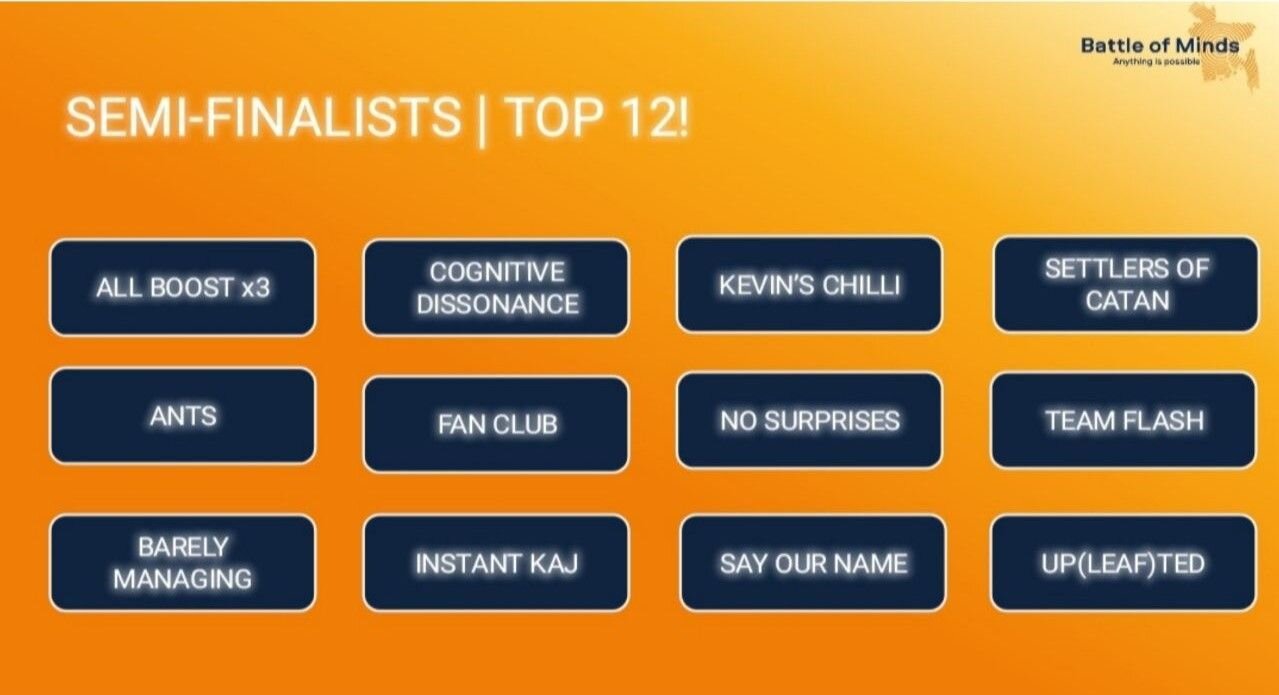 Battle of Minds
Anything is possible
SEMI-FINALISTS | TOP 12!
ALL BOOST x3
COGNITIVE
DISSONANCE
KEVIN'S CHILLI
SETTLERS OF
CATAN
ANTS
FAN CLUB
NO SURPRISES
TEAM FLASH
BARELY
MANAGING
INSTANT KAJ
SAY OUR NAME
UP(LEAF)TED